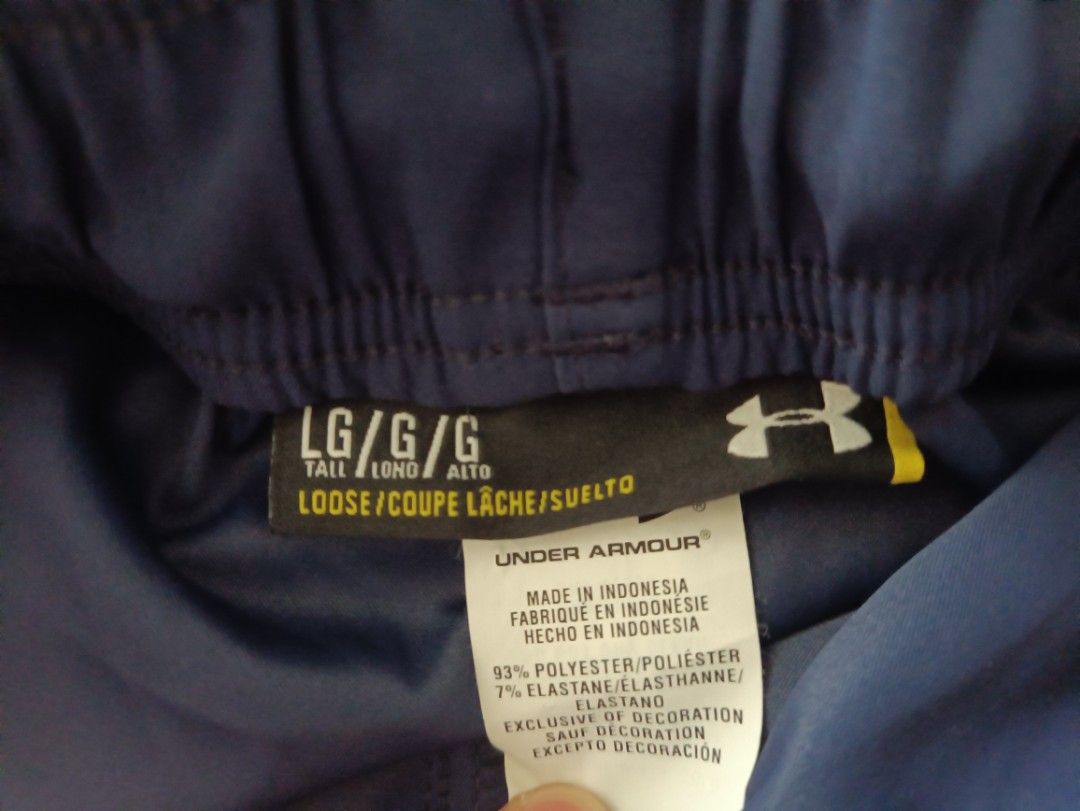 LG/G/G
TALL LONG ALTO
LOOSE/COUPE LÂCHE/SUELTO
®
UNDER ARMOUR®
MADE IN INDONESIA
FABRIQUÉ EN INDONÉSIE
HECHO EN INDONESIA
93% POLYESTER/POLIÉSTER
7% ELASTANE/ÉLASTHANNE/
ELASTANO
EXCLUSIVE OF DECORATION
SAUF DÉCORATION
EXCEPTO DECORACIÓN